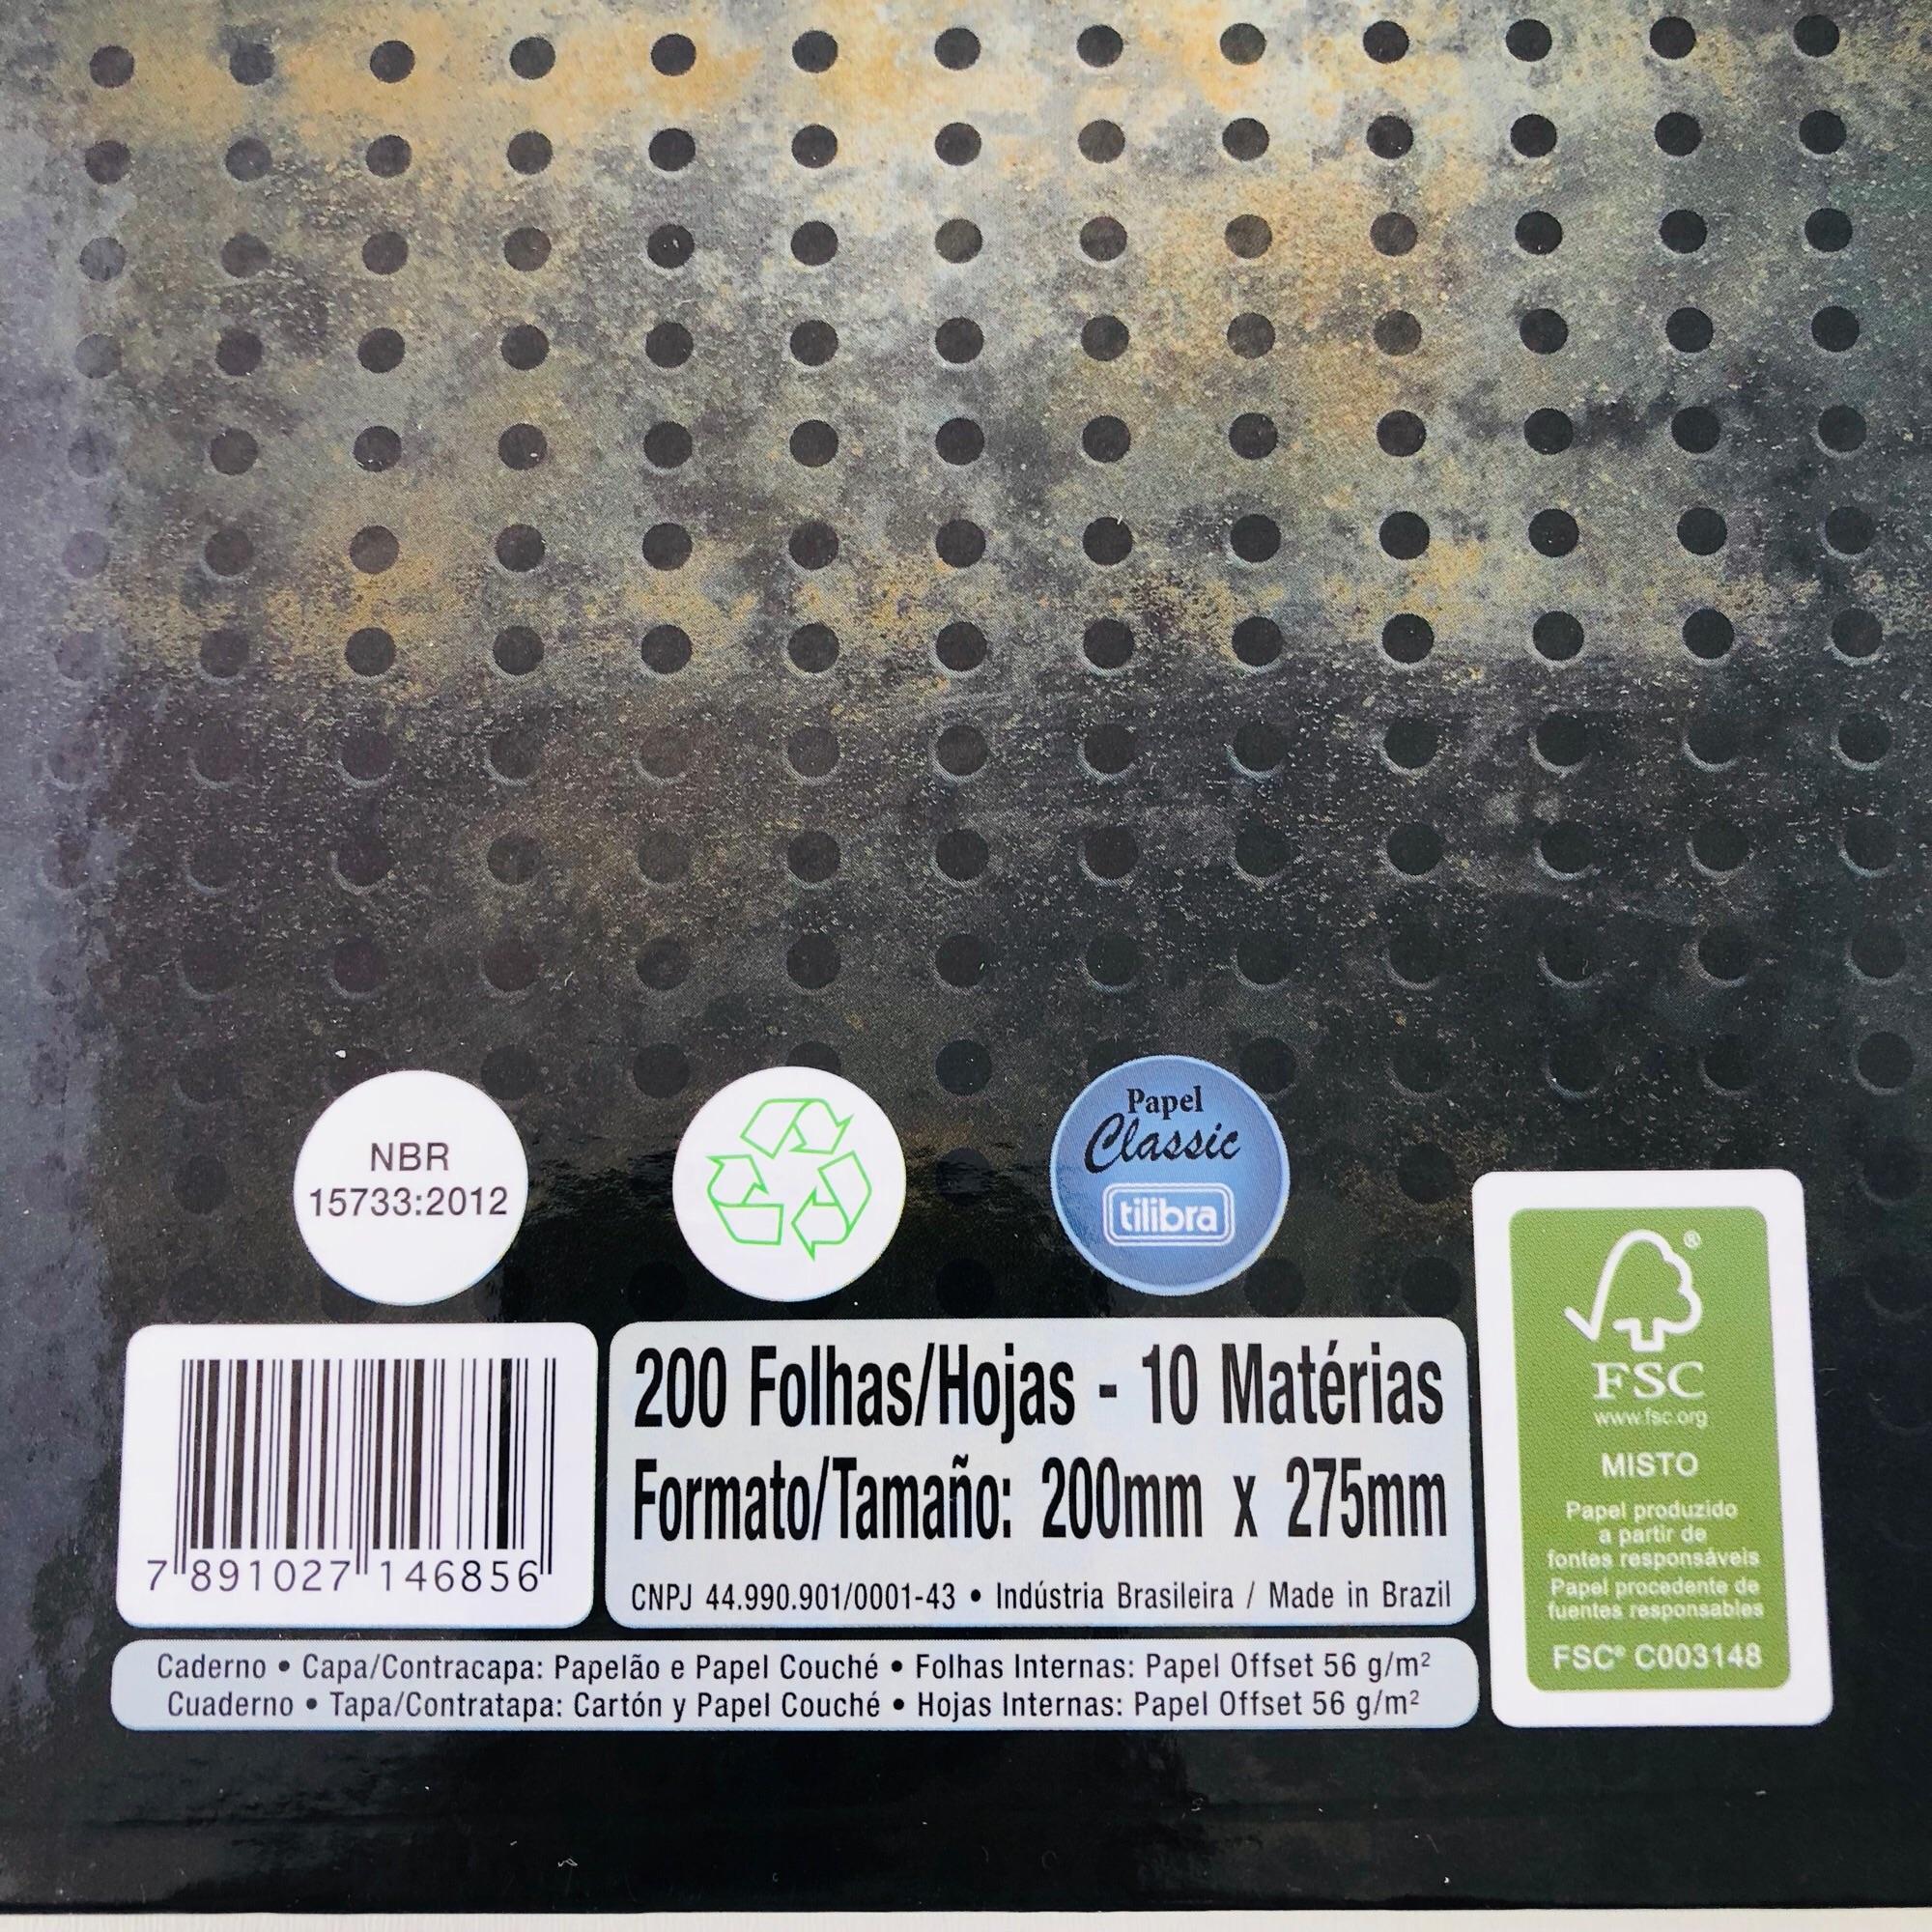 NBR
15733:2012
Papel
Classic
tilibra
200 Folhas/Hojas - 10 Matérias
Formato/Tamaño: 200mm x 275mm
CNPJ 44.990.901/0001-43 • Indústria Brasileira / Made in Brazil
7 891027 146856
Caderno • Capa/Contracapa: Papelão e Papel Couché • Folhas Internas: Papel Offset 56 g/m²
Cuaderno • Tapa/Contratapa: Cartón y Papel Couché • Hojas Internas: Papel Offset 56 g/m²
®
FSC
www.fsc.org
MISTO
Papel produzido
a partir de
fontes responsáveis
Papel procedente de
fuentes responsables
FSC® C003148